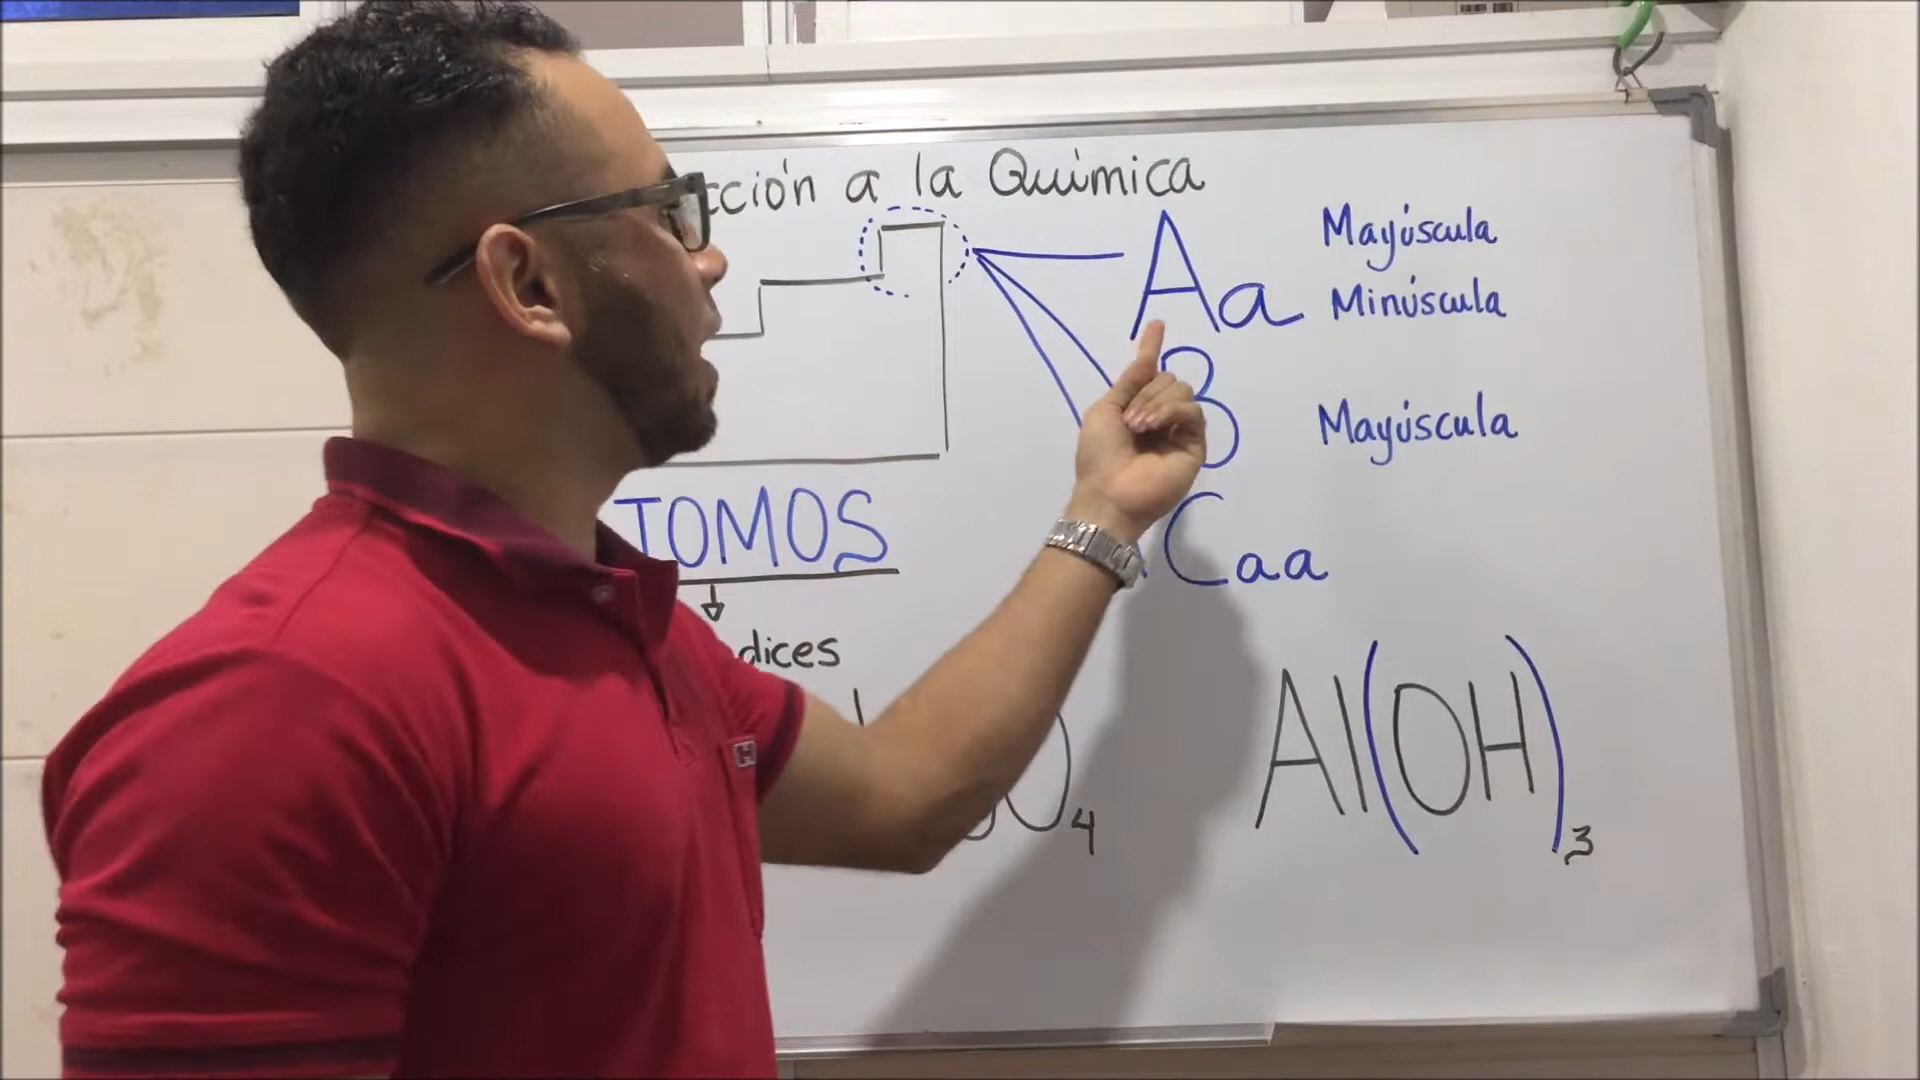 cción a la Química
Aa Mayúscula
Minúscula
B Mayúscula
TOMOS
Caa
dices
O4
Al(OH)3
H